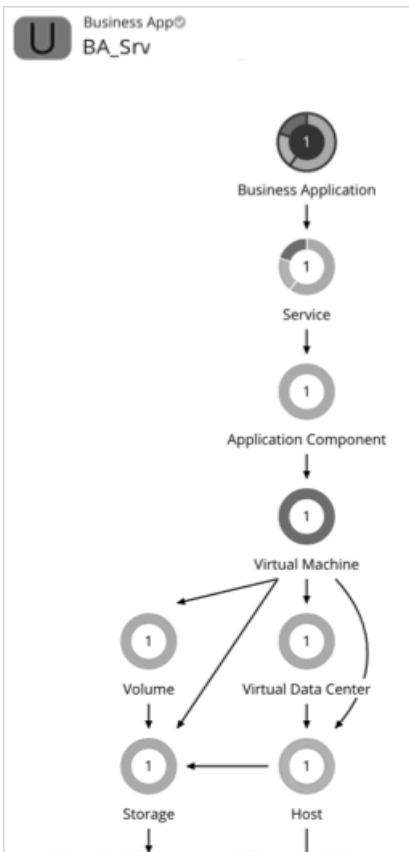 U
Business App
BA_Srv
1
Business Application
1
Service
1
Application Component
1
Virtual Machine
1
1
Volume
Virtual Data Center
1
1
Storage
Host